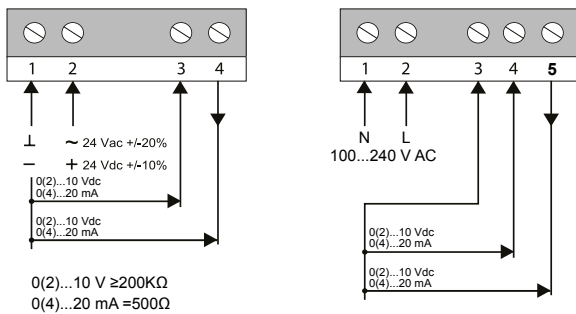 1 2 3 4
⊥ ~ 24 Vac +/-20%
− + 24 Vdc +/-10%
0(2)...10 Vdc
0(4)...20 mA
0(2)...10 Vdc
0(4)...20 mA
0(2)...10 V ≥200KΩ
0(4)...20 mA =500Ω
1 2 3 4 5
N L
100...240 V AC
0(2)...10 Vdc
0(4)...20 mA
0(2)...10 Vdc
0(4)...20 mA